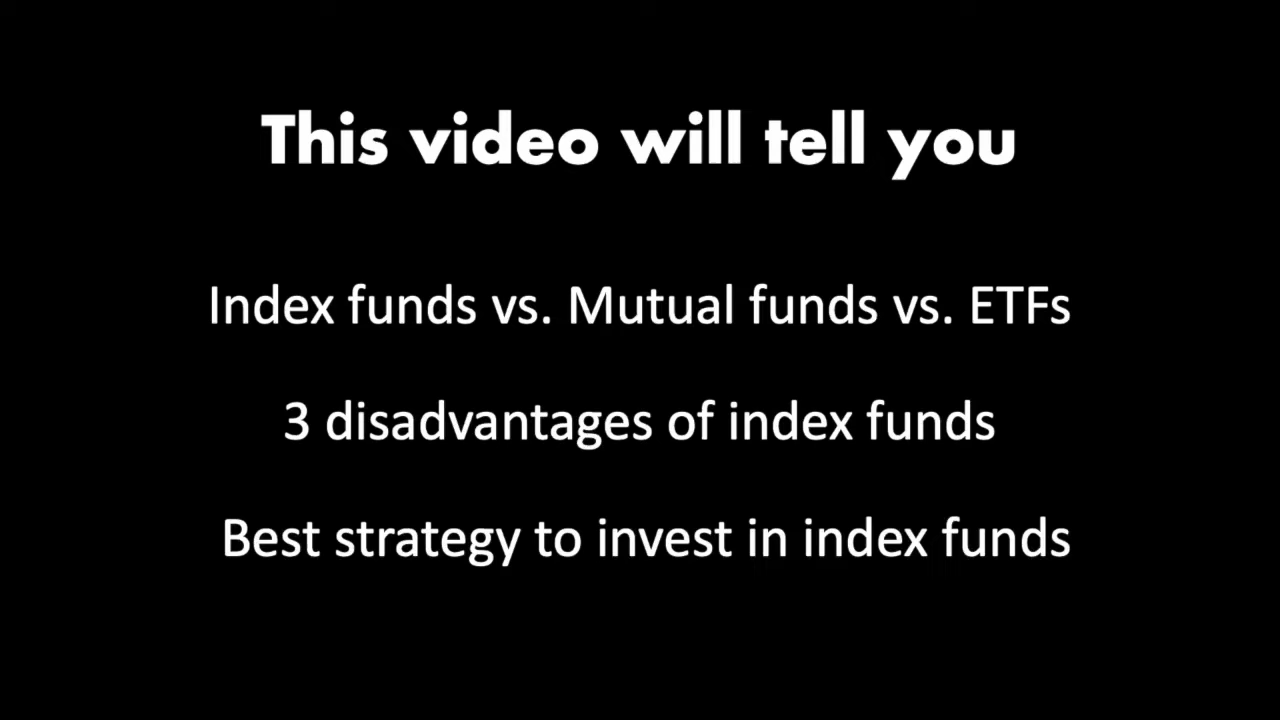 This video will tell you
Index funds vs. Mutual funds vs. ETFs
3 disadvantages of index funds
Best strategy to invest in index funds